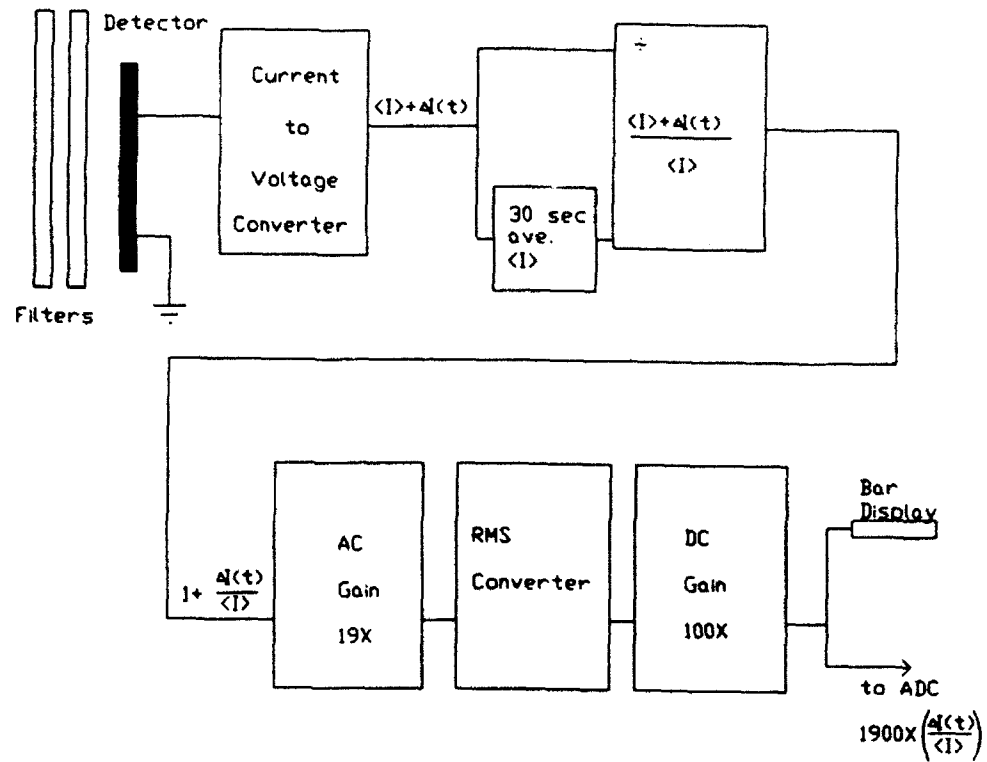 Detector
Filters
Current
to
Voltage
Converter
<I>+ΔI(t)
30 sec
ave.
<I>
÷
<I>+ΔI(t)
<I>
1+ ΔI(t)
<I>
AC
Gain
19X
RMS
Converter
DC
Gain
100X
Bar
Display
to ADC
1900X(ΔI(t)
<I>)